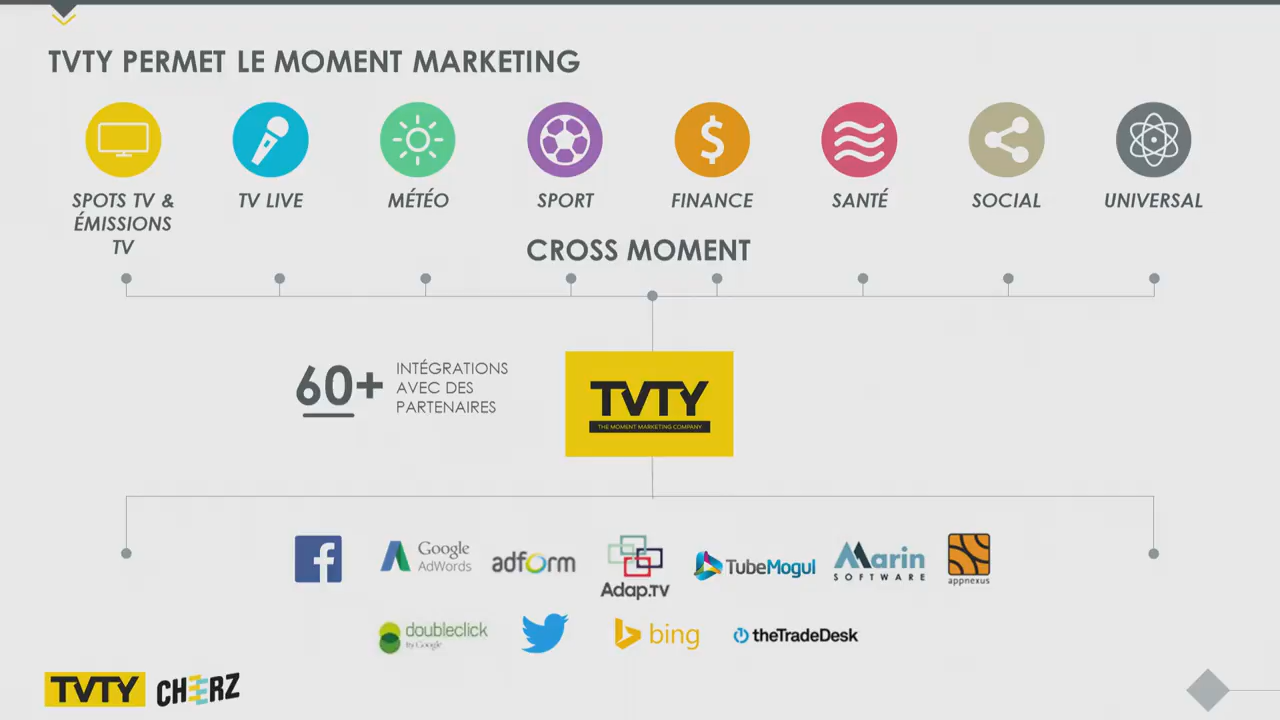 TVTY PERMET LE MOMENT MARKETING
SPOTS TV &
ÉMISSIONS
TV
TV LIVE
MÉTÉO
SPORT
FINANCE
SANTÉ
SOCIAL
UNIVERSAL
CROSS MOMENT
60+
INTÉGRATIONS
AVEC DES
PARTENAIRES
TVTY
THE MOMENT MARKETING COMPANY
Google
AdWords
adform
Adap.TV
TubeMogul
Marin
SOFTWARE
appnexus
doubleclick
by Google
bing
theTradeDesk
TVTY
CHEERZ